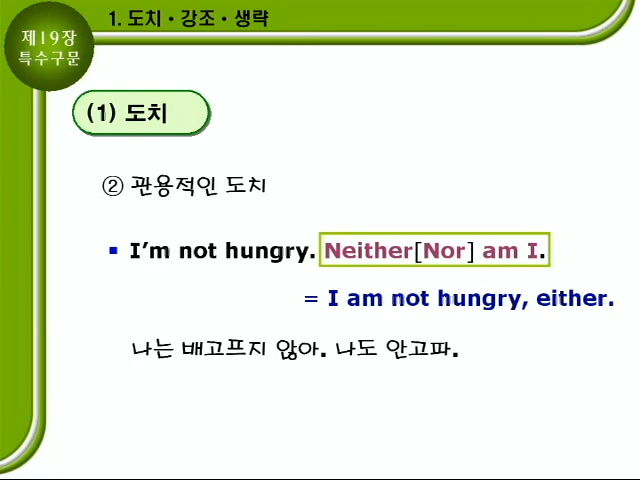 제19장
특수구문
1. 도치 · 강조 · 생략
(1) 도치
② 관용적인 도치
▪ I'm not hungry. Neither[Nor] am I.
= I am not hungry, either.
나는 배고프지 않아. 나도 안고파.